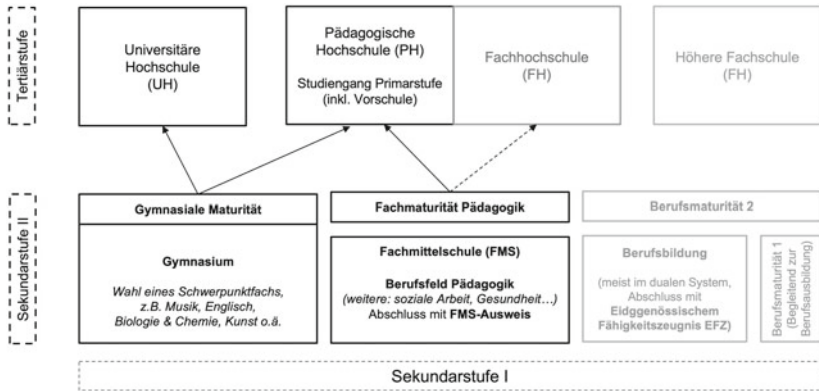 Tertiärstufe
Universitäre
Hochschule
(UH)
Pädagogische
Hochschule (PH)
Studiengang Primarstufe
(inkl. Vorschule)
Fachhochschule
(FH)
Höhere Fachschule
(FH)
Sekundarstufe II
Gymnasiale Maturität
Gymnasium
Wahl eines Schwerpunktfachs,
z.B. Musik, Englisch,
Biologie & Chemie, Kunst o.ä.
Fachmaturität Pädagogik
Fachmittelschule (FMS)
Berufsfeld Pädagogik
(weitere: soziale Arbeit, Gesundheit…)
Abschluss mit FMS-Ausweis
Berufsmaturität 2
Berufsbildung
(meist im dualen System,
Abschluss mit
Eidggenössischem
Fähigkeitszeugnis EFZ)
Berufsmaturität 1
(Begleitend zur
Berufsausbildung)
Sekundarstufe I